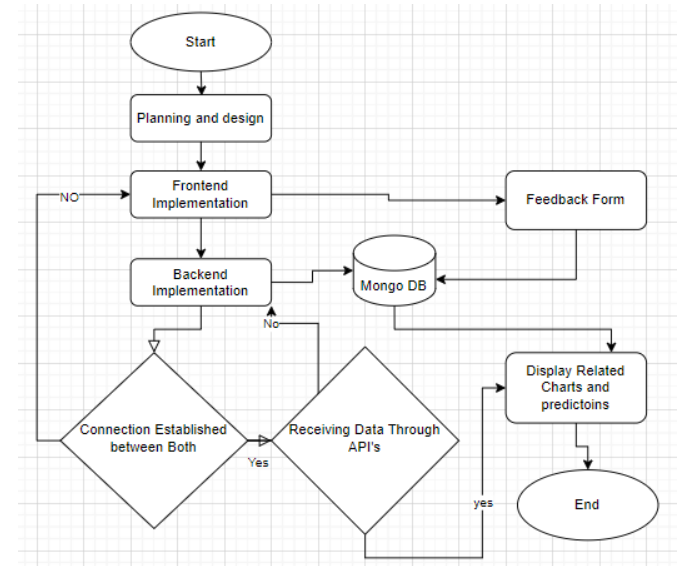 Start
Planning and design
Frontend
Implementation
NO
Feedback Form
Backend
Implementation
Mongo DB
No
Display Related
Charts and
predictoins
Connection Established
between Both
Yes
Receiving Data Through
API's
yes
End